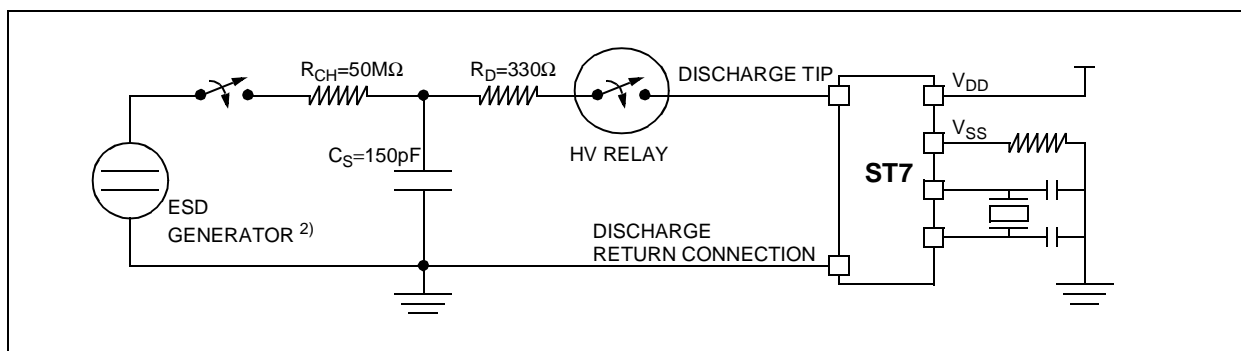 R_CH=50MΩ
R_D=330Ω
DISCHARGE TIP
V_DD
HV RELAY
V_SS
C_S=150pF
ST7
ESD
GENERATOR 2)
DISCHARGE
RETURN CONNECTION